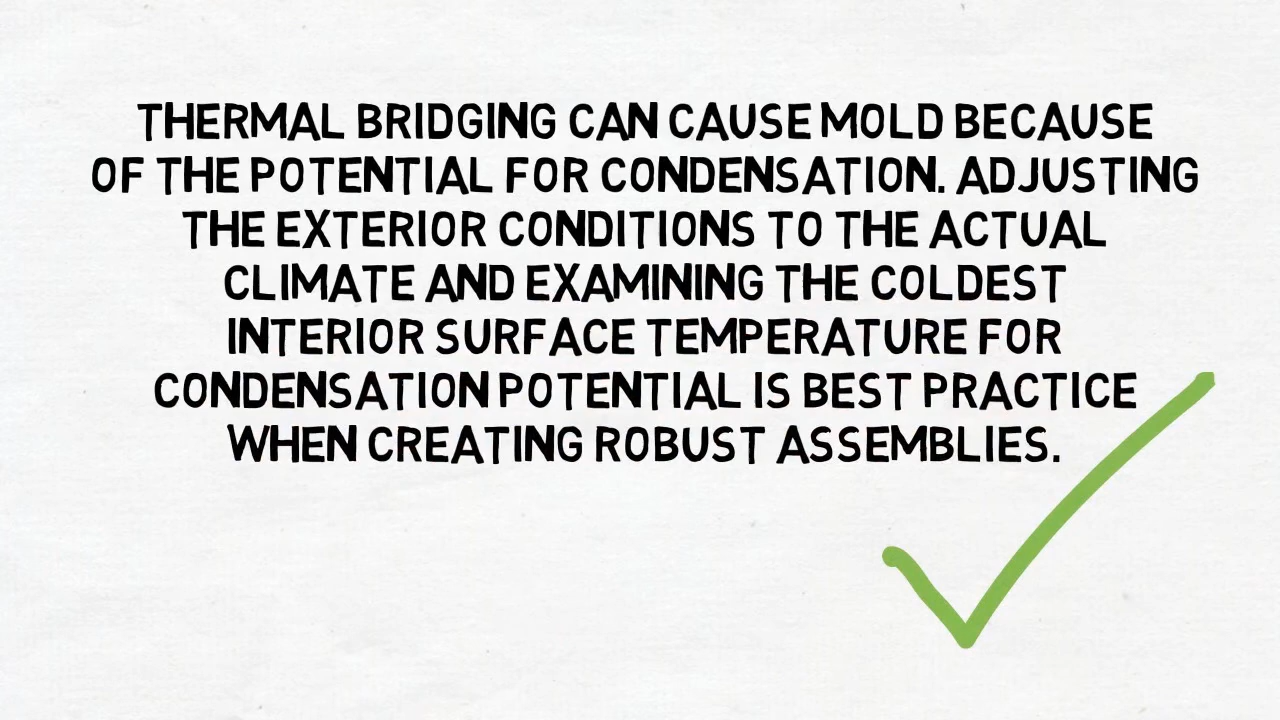 THERMAL BRIDGING CAN CAUSE MOLD BECAUSE
OF THE POTENTIAL FOR CONDENSATION. ADJUSTING
THE EXTERIOR CONDITIONS TO THE ACTUAL
CLIMATE AND EXAMINING THE COLDEST
INTERIOR SURFACE TEMPERATURE FOR
CONDENSATION POTENTIAL IS BEST PRACTICE
WHEN CREATING ROBUST ASSEMBLIES.